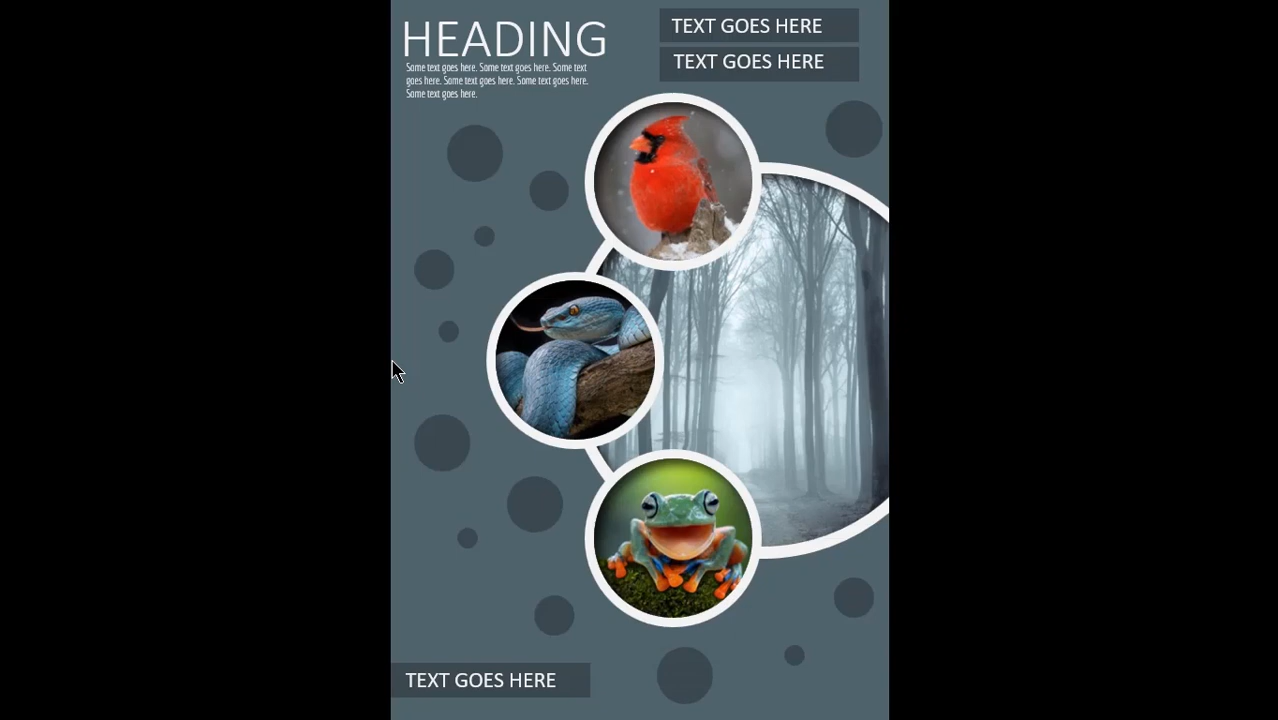 HEADING
Some text goes here. Some text goes here. Some text
goes here. Some text goes here. Some text goes here.
Some text goes here.
TEXT GOES HERE
TEXT GOES HERE
TEXT GOES HERE